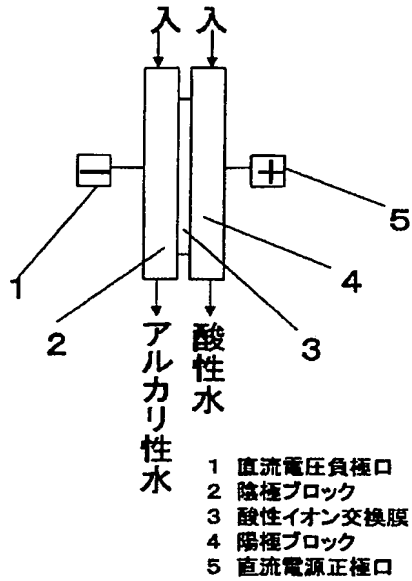 入 入
－ ＋
1 2 3 4 5
アルカリ性水
酸性水
1 直流電圧負極口
2 陰極ブロック
3 酸性イオン交換膜
4 陽極ブロック
5 直流電源正極口